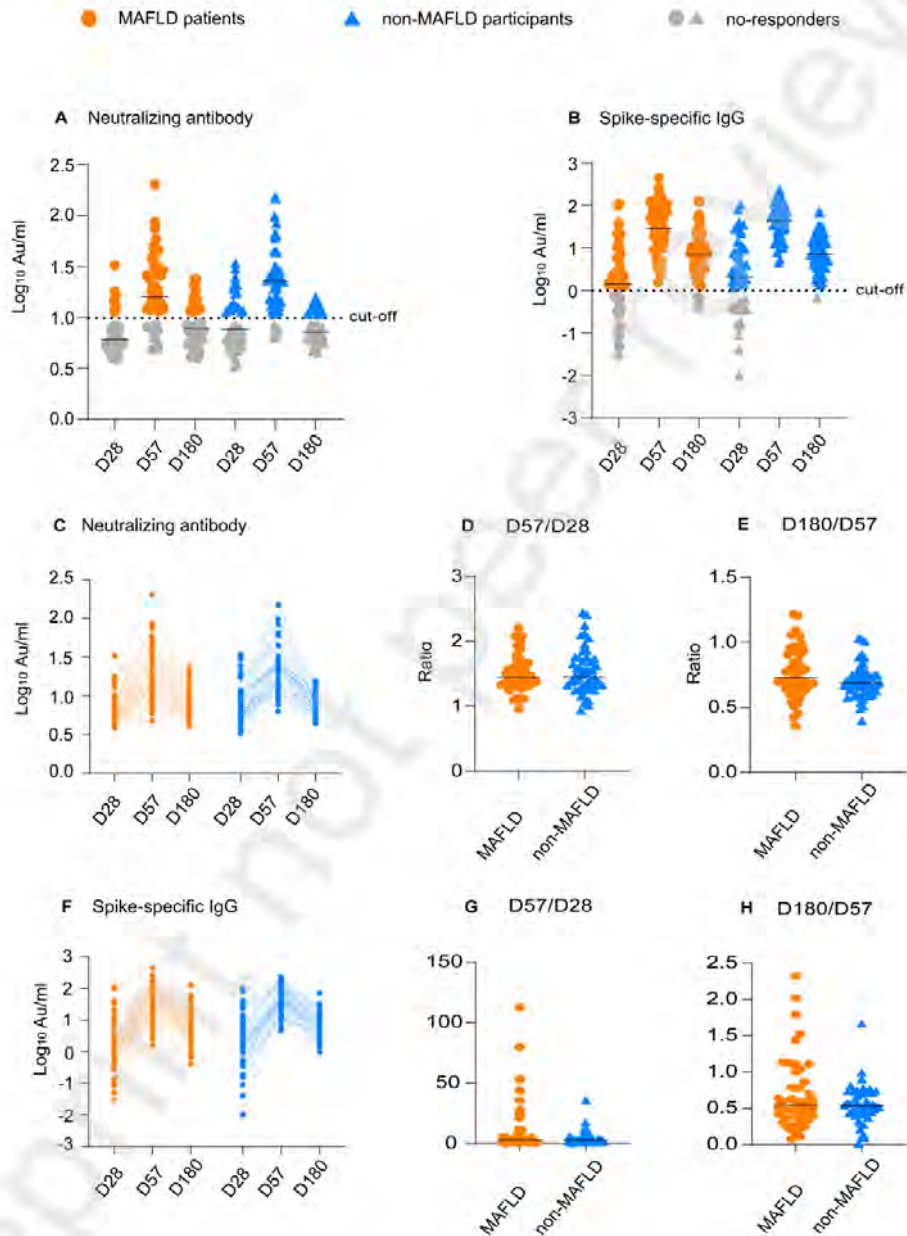 MAFLD patients non-MAFLD participants no-responders
A Neutralizing antibody
B Spike-specific IgG
Log₁₀ Au/ml
2.5
2.0
1.5
1.0
0.5
0.0
cut-off
D28 D57 D180 D28 D57 D180
Log₁₀ Au/ml
3
2
1
0
-1
-2
-3
cut-off
D28 D57 D180 D28 D57 D180
C Neutralizing antibody
Log₁₀ Au/ml
2.5
2.0
1.5
1.0
0.5
0.0
D28 D57 D180 D28 D57 D180
D D57/D28
Ratio
3
2
1
0
MAFLD non-MAFLD
E D180/D57
Ratio
1.5
1.0
0.5
0.0
MAFLD non-MAFLD
F Spike-specific IgG
Log₁₀ Au/ml
3
2
1
0
-1
-2
-3
D28 D57 D180 D28 D57 D180
G D57/D28
150
100
50
0
MAFLD non-MAFLD
H D180/D57
2.5
2.0
1.5
1.0
0.5
0.0
MAFLD non-MAFLD